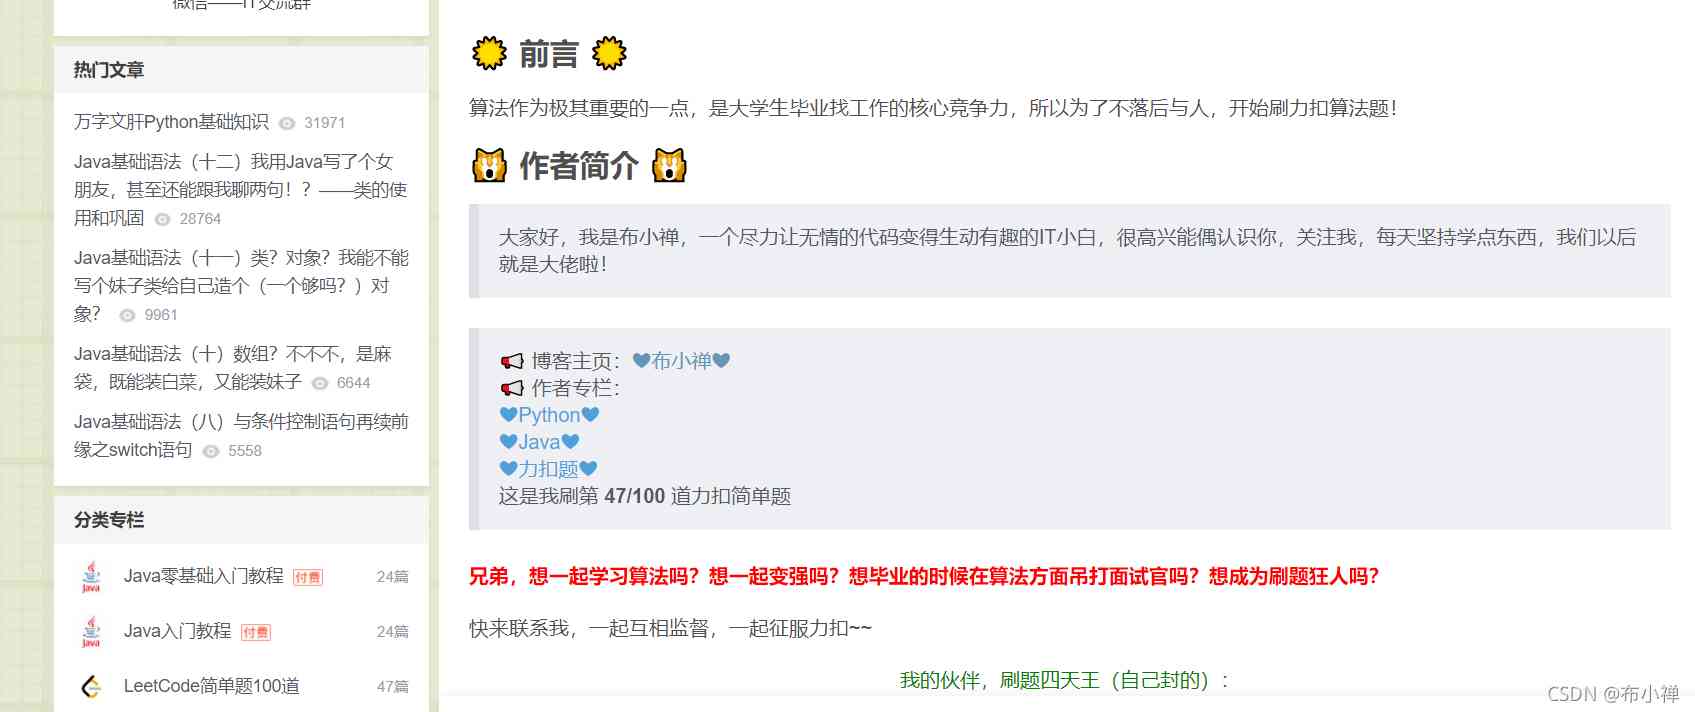 微信——IT交流群
热门文章
万字文肝Python基础知识 31971
Java基础语法（十二）我用Java写了个女
朋友，甚至还能跟我聊两句！？——类的使
用和巩固 28764
Java基础语法（十一）类？对象？我能不能
写个妹子类给自己造个（一个够吗？）对
象？ 9961
Java基础语法（十）数组？不不不，是麻
袋，既能装白菜，又能装妹子 6644
Java基础语法（八）与条件控制语句再续前
缘之switch语句 5558
分类专栏
Java零基础入门教程 付费 24篇
Java入门教程 付费 24篇
LeetCode简单题100道 47篇
前言
算法作为极其重要的一点，是大学生毕业找工作的核心竞争力，所以为了不落后与人，开始刷力扣算法题！
作者简介
大家好，我是布小禅，一个尽力让无情的代码变得生动有趣的IT小白，很高兴能偶认识你，关注我，每天坚持学点东西，我们以后
就是大佬啦！
博客主页：💙布小禅💙
作者专栏：
💙Python💙
💙Java💙
💙力扣题💙
这是我刷第 47/100 道力扣简单题
兄弟，想一起学习算法吗？想一起变强吗？想毕业的时候在算法方面吊打面试官吗？想成为刷题狂人吗？
快来联系我，一起互相监督，一起征服力扣~~
我的伙伴，刷题四天王（自己封的）：
CSDN @布小禅